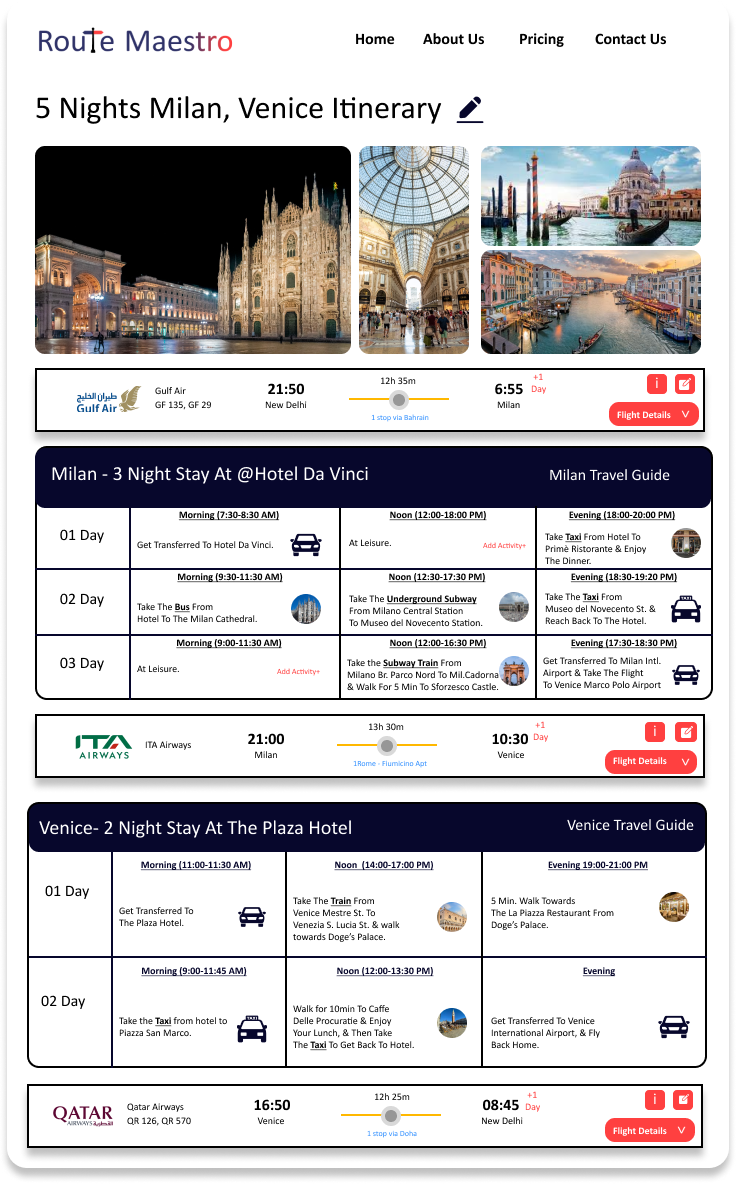 Route Maestro
Home
About Us
Pricing
Contact Us
5 Nights Milan, Venice Itinerary
طيران الخليج
Gulf Air
Gulf Air
GF 135, GF 29
21:50
New Delhi
12h 35m
1 stop via Bahrain
6:55
Milan
+1
Day
i
Flight Details V
Milan - 3 Night Stay At @Hotel Da Vinci
Milan Travel Guide
01 Day
Morning (7:30-8:30 AM)
Get Transferred To Hotel Da Vinci.
Noon (12:00-18:00 PM)
At Leisure.
Add Activity+
Evening (18:00-20:00 PM)
Take Taxi From Hotel To
Primè Ristorante & Enjoy
The Dinner.
02 Day
Morning (9:30-11:30 AM)
Take The Bus From
Hotel To The Milan Cathedral.
Noon (12:30-17:30 PM)
Take The Underground Subway
From Milano Central Station
To Museo del Novecento Station.
Evening (18:30-19:20 PM)
Take The Taxi From
Museo del Novecento St. &
Reach Back To The Hotel.
TAXI
03 Day
Morning (9:00-11:30 AM)
At Leisure.
Add Activity+
Noon (12:00-16:30 PM)
Take the Subway Train From
Milano Br. Parco Nord To Mil.Cadorna
& Walk For 5 Min To Sforzesco Castle.
Evening (17:30-18:30 PM)
Get Transferred To Milan Intl.
Airport & Take The Flight
To Venice Marco Polo Airport
ITA
AIRWAYS
ITA Airways
21:00
Milan
13h 30m
1Rome - Fiumicino Apt
10:30
Venice
+1
Day
i
Flight Details V
Venice- 2 Night Stay At The Plaza Hotel
Venice Travel Guide
01 Day
Morning (11:00-11:30 AM)
Get Transferred To
The Plaza Hotel.
Noon (14:00-17:00 PM)
Take The Train From
Venice Mestre St. To
Venezia S. Lucia St. & walk
towards Doge's Palace.
Evening 19:00-21:00 PM
5 Min. Walk Towards
The La Piazza Restaurant From
Doge's Palace.
02 Day
Morning (9:00-11:45 AM)
Take the Taxi from hotel to
Piazza San Marco.
TAXI
Noon (12:00-13:30 PM)
Walk for 10min To Caffe
Delle Procuratie & Enjoy
Your Lunch, & Then Take
The Taxi To Get Back To Hotel.
Evening
Get Transferred To Venice
International Airport, & Fly
Back Home.
QATAR
AIRWAYS القطرية
Qatar Airways
QR 126, QR 570
16:50
Venice
12h 25m
1 stop via Doha
08:45
New Delhi
+1
Day
i
Flight Details V